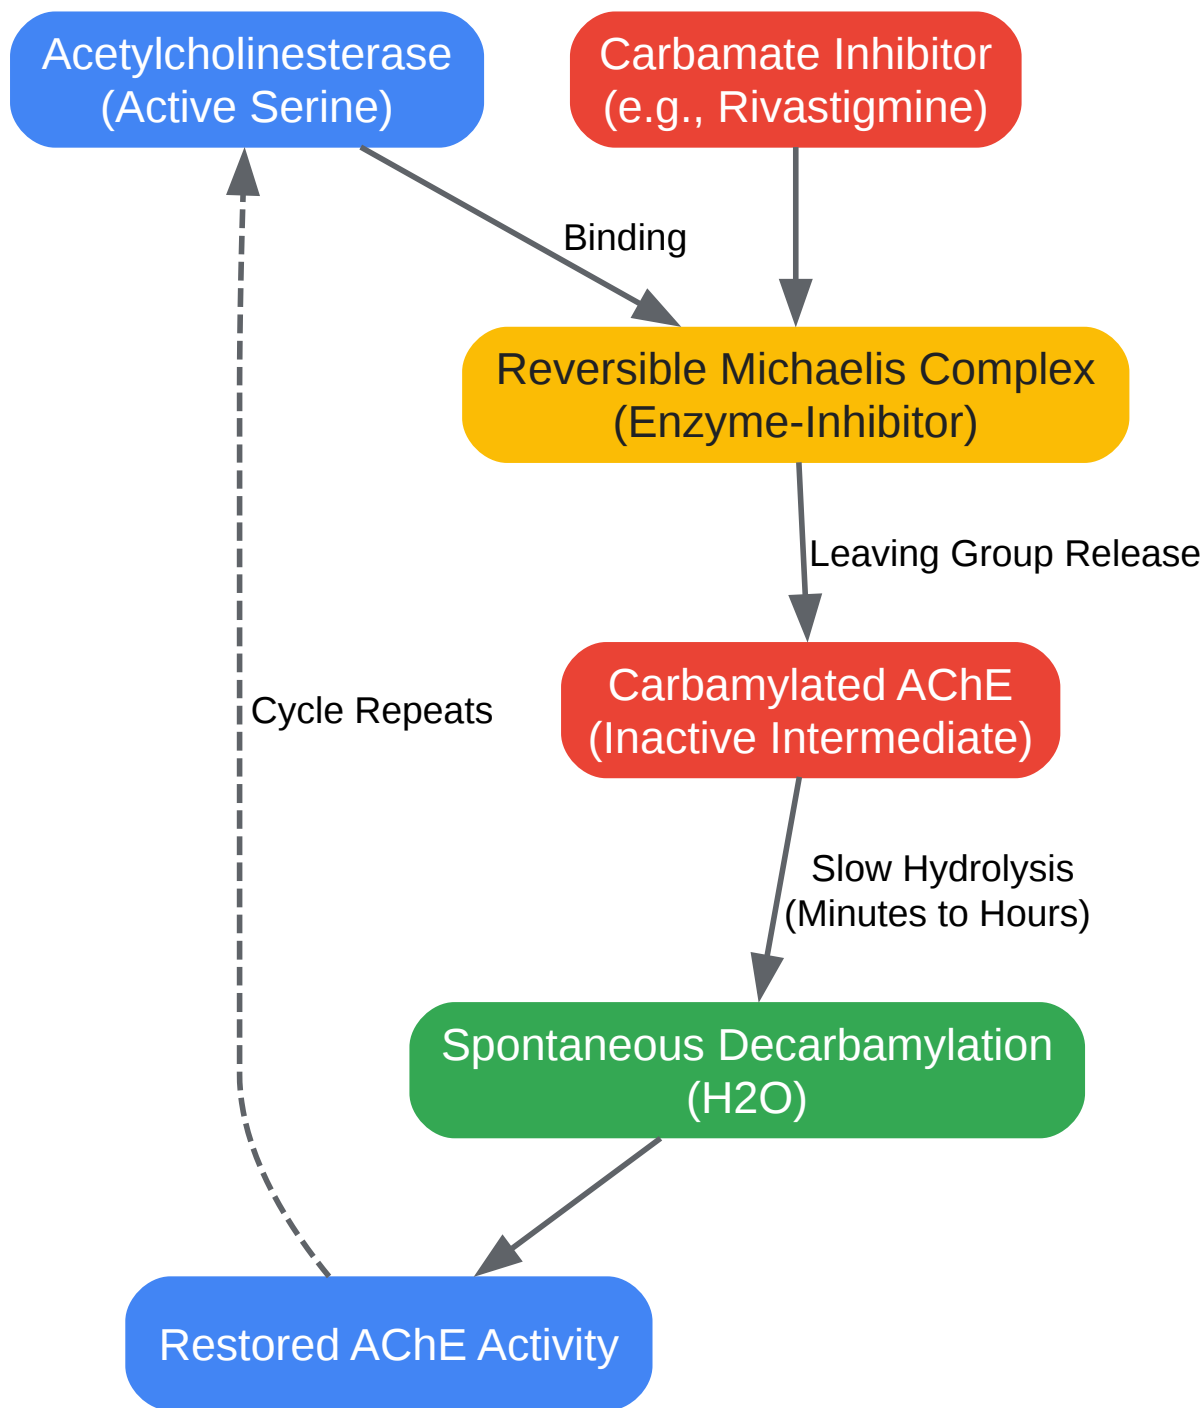 Acetylcholinesterase
(Active Serine)
Carbamate Inhibitor
(e.g., Rivastigmine)
Binding
Reversible Michaelis Complex
(Enzyme-Inhibitor)
Leaving Group Release
Carbamylated AChE
(Inactive Intermediate)
Cycle Repeats
Slow Hydrolysis
(Minutes to Hours)
Spontaneous Decarbamylation
(H2O)
Restored AChE Activity